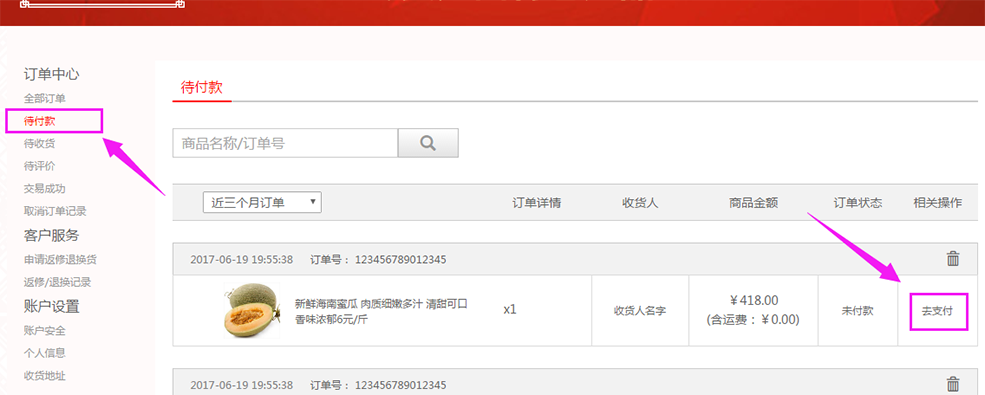 订单中心
全部订单
待付款
待收货
待评价
交易成功
取消订单记录
客户服务
申请返修退换货
返修/退换记录
账户设置
账户安全
个人信息
收货地址
待付款
商品名称/订单号
近三个月订单 订单详情 收货人 商品金额 订单状态 相关操作
2017-06-19 19:55:38 订单号： 123456789012345
新鲜海南蜜瓜 肉质细嫩多汁 清甜可口
香味浓郁6元/斤
x1
收货人名字
￥418.00
(含运费：￥0.00)
未付款
去支付
2017-06-19 19:55:38 订单号： 123456789012345